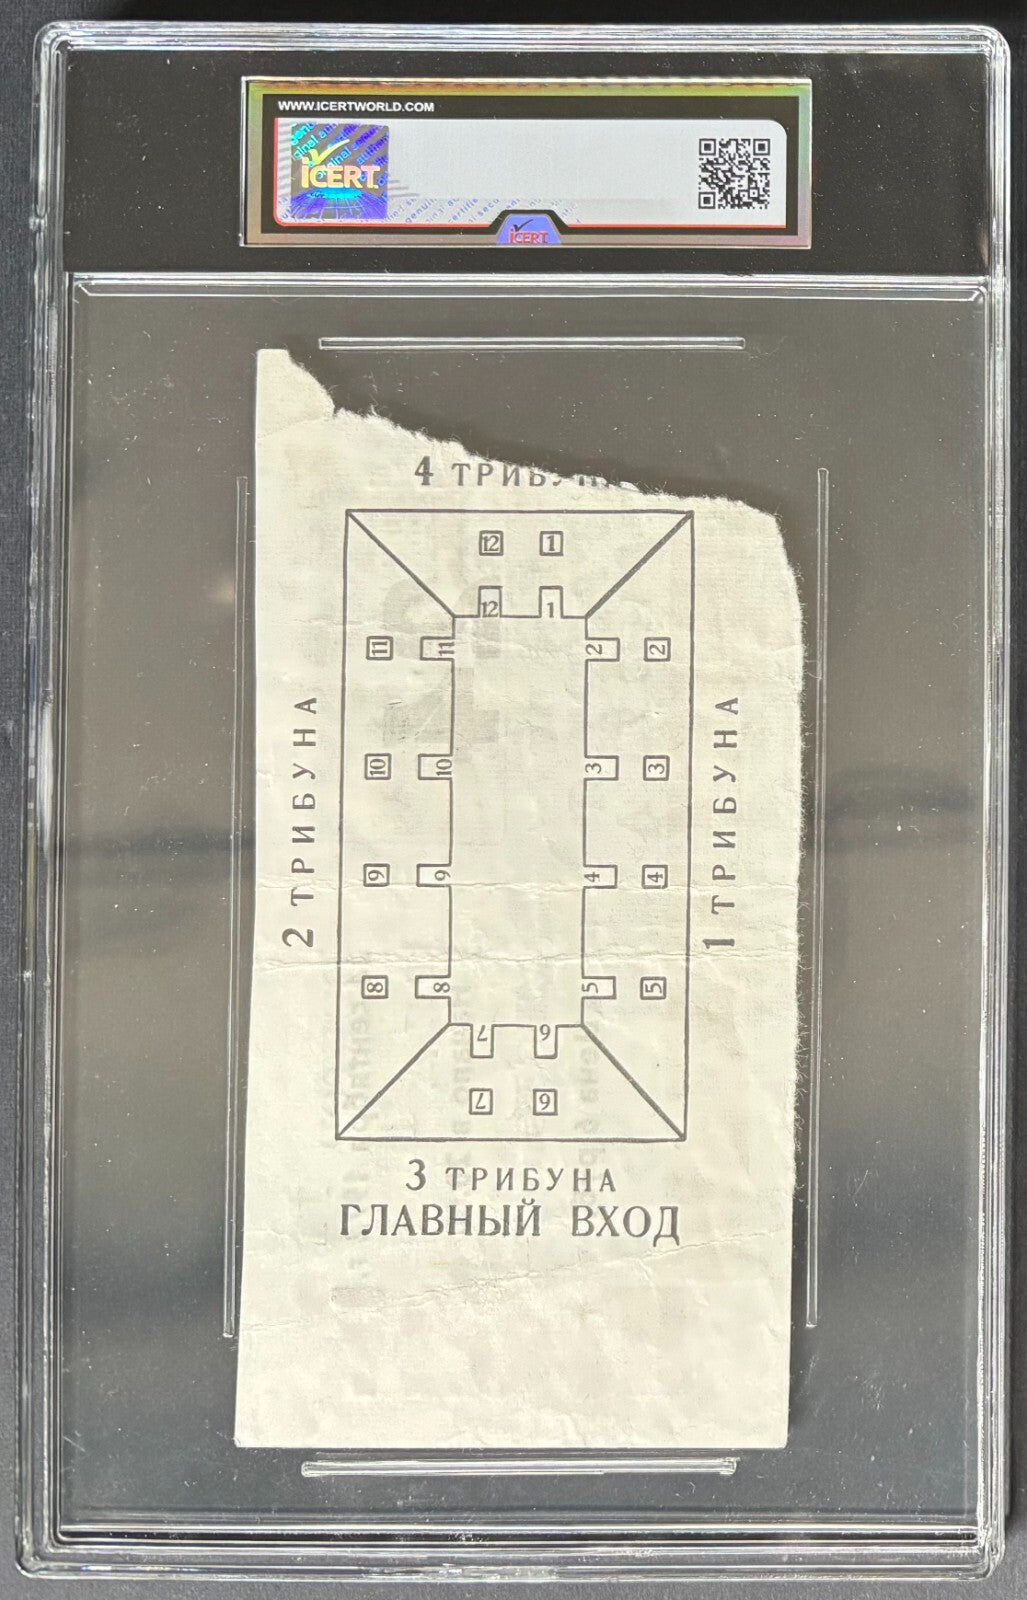 WWW.ICERTWORLD.COM
iCERT
iCERT
4 ТРИБУНА
12 1
12 1
11 11 2 2
2 ТРИБУНА
1 ТРИБУНА
10 10 3 3
9 9 4 4
8 8 5 5
7 6
7 6
3 ТРИБУНА
ГЛАВНЫЙ ВХОД